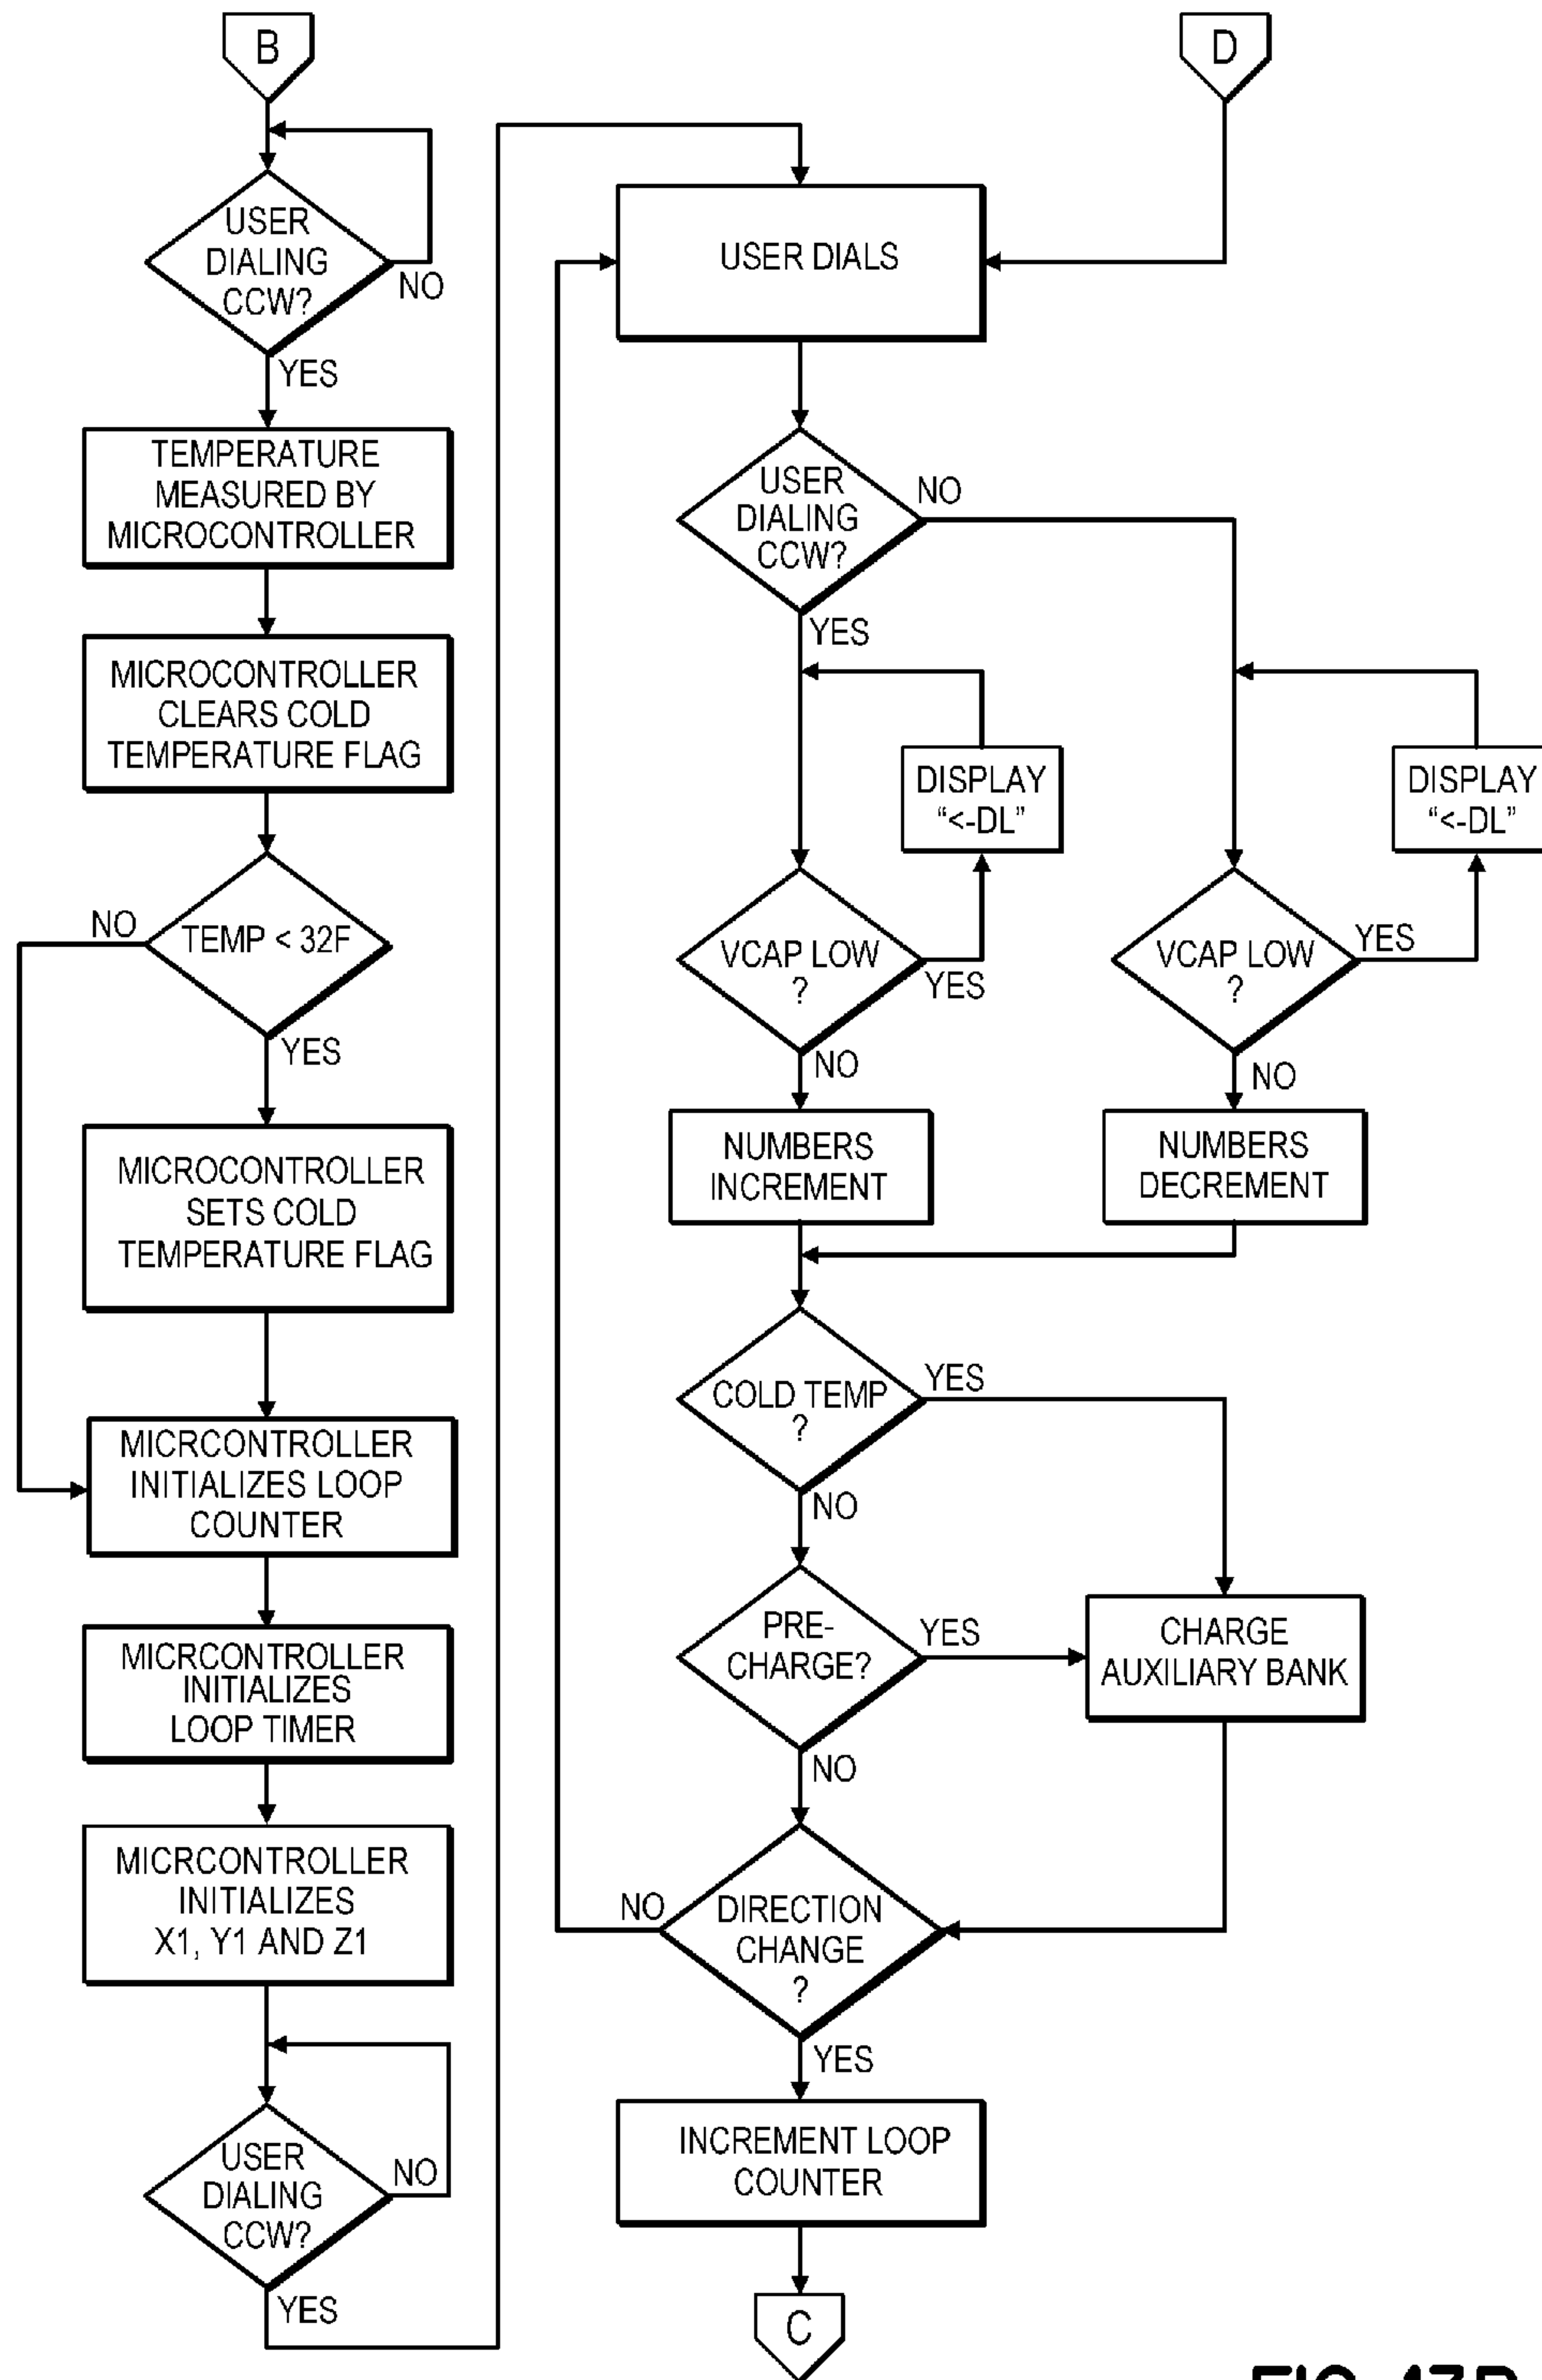 B
USER
DIALING
CCW?
NO
YES
TEMPERATURE
MEASURED BY
MICROCONTROLLER
MICROCONTROLLER
CLEARS COLD
TEMPERATURE FLAG
NO
TEMP < 32F
YES
MICROCONTROLLER
SETS COLD
TEMPERATURE FLAG
MICRCONTROLLER
INITIALIZES LOOP
COUNTER
MICRCONTROLLER
INITIALIZES
LOOP TIMER
MICRCONTROLLER
INITIALIZES
X1, Y1 AND Z1
USER
DIALING
CCW?
NO
YES
D
USER DIALS
USER
DIALING
CCW?
NO
YES
DISPLAY
“<-DL”
DISPLAY
“<-DL”
VCAP LOW
?
YES
NO
VCAP LOW
?
YES
NO
NUMBERS
INCREMENT
NUMBERS
DECREMENT
COLD TEMP
?
YES
NO
PRE-
CHARGE?
YES
NO
CHARGE
AUXILIARY BANK
DIRECTION
CHANGE
?
NO
YES
INCREMENT LOOP
COUNTER
C